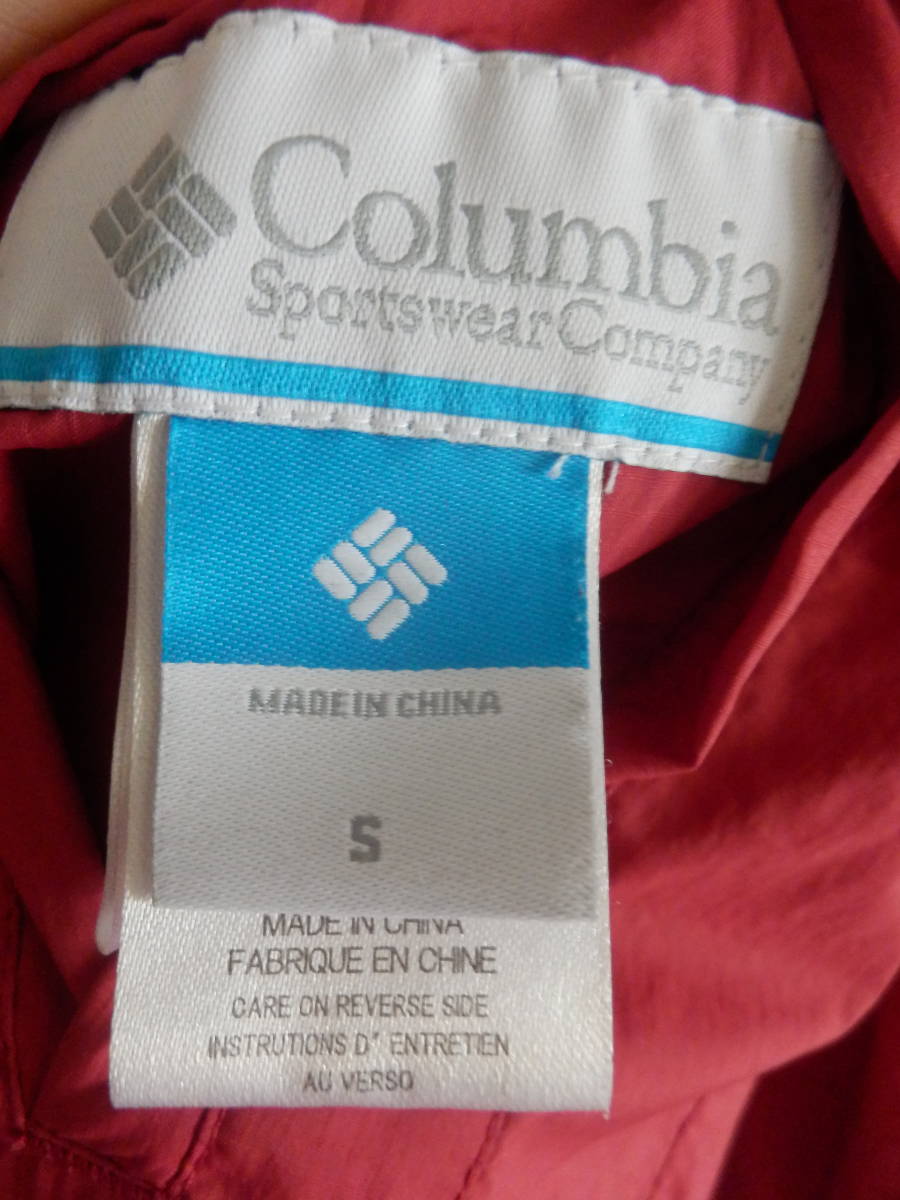 Columbia
Sportswear Company
MADE IN CHINA
S
MADE IN CHINA
FABRIQUE EN CHINE
CARE ON REVERSE SIDE
INSTRUTIONS D' ENTRETIEN
AU VERSO